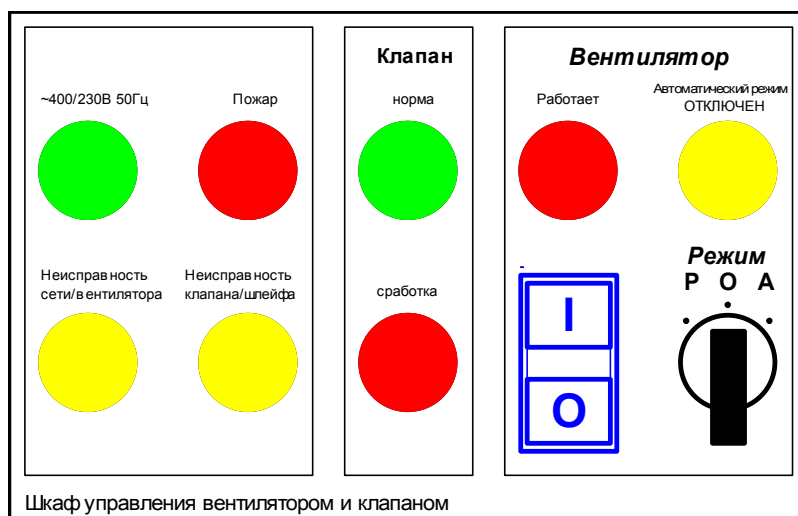 ~400/230В 50Гц
Пожар
Неисправность
сети/вентилятора
Неисправность
клапана/шлейфа
Клапан
норма
сработка
Вентилятор
Работает
Автоматический режим
ОТКЛЮЧЕН
I
O
Режим
Р О А
Шкаф управления вентилятором и клапаном